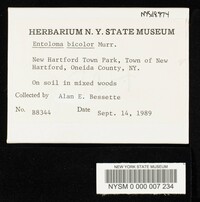 HERBARIUM N. Y. STATE MUSEUM
Entoloma bicolor Murr.
New Hartford Town Park, Town of New
Hartford, Oneida County, NY.
On soil in mixed woods
Collected by Alan E. Bessette
No. 88344 Date Sept. 14, 1989
NEW YORK STATE MUSEUM
NYSM 0 000 007 234